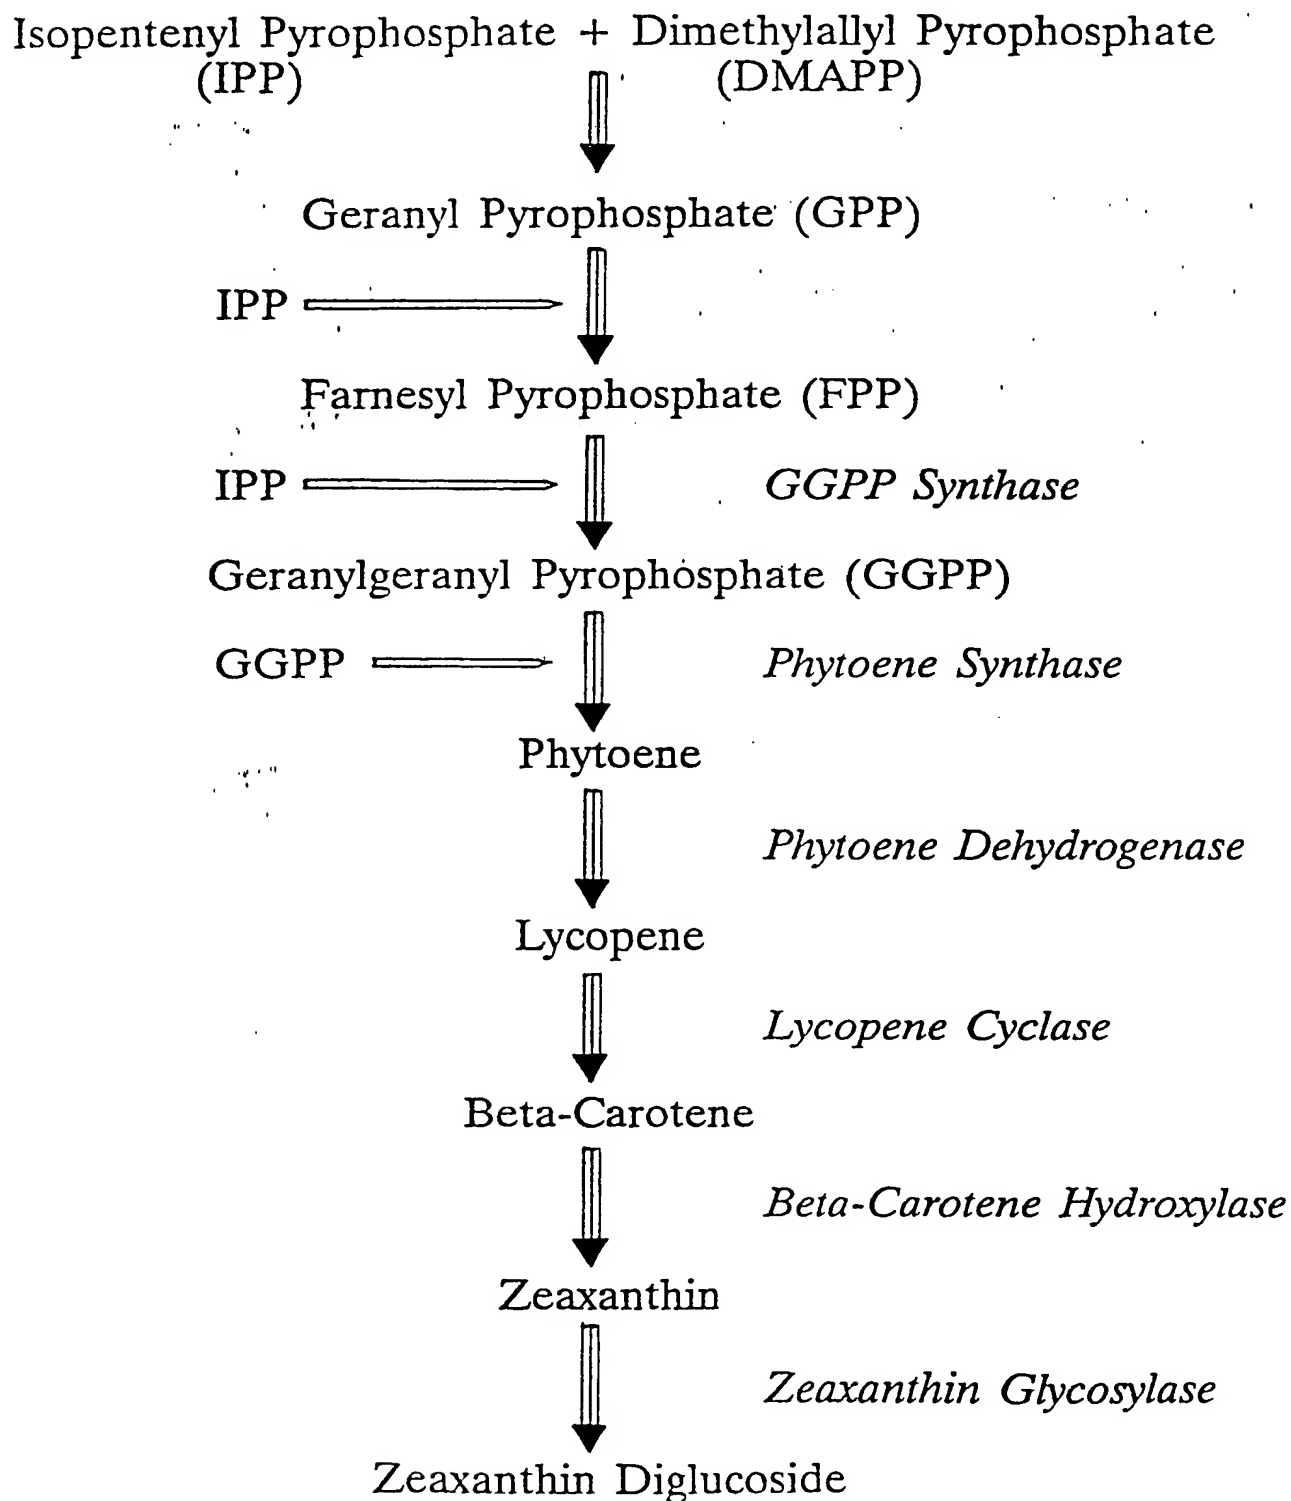 Isopentenyl Pyrophosphate + Dimethylallyl Pyrophosphate
(IPP) (DMAPP)
Geranyl Pyrophosphate (GPP)
IPP
Farnesyl Pyrophosphate (FPP)
IPP GGPP Synthase
Geranylgeranyl Pyrophosphate (GGPP)
GGPP Phytoene Synthase
Phytoene
Phytoene Dehydrogenase
Lycopene
Lycopene Cyclase
Beta-Carotene
Beta-Carotene Hydroxylase
Zeaxanthin
Zeaxanthin Glycosylase
Zeaxanthin Diglucoside